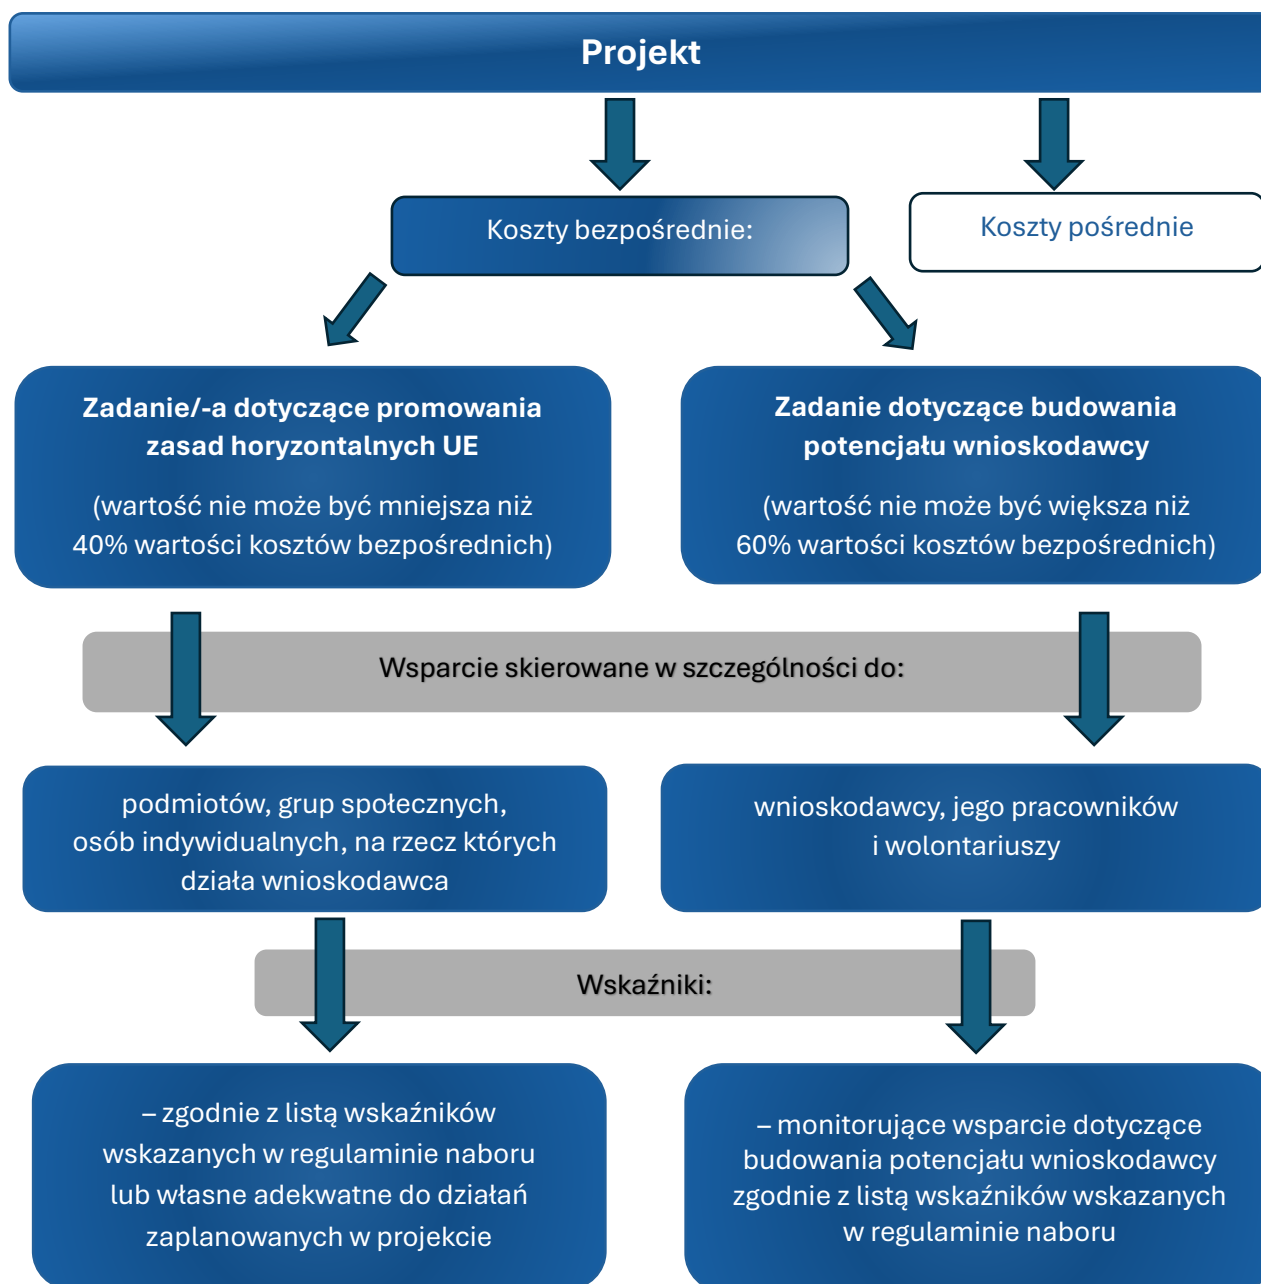 Projekt
Koszty bezpośrednie:
Koszty pośrednie
Zadanie/-a dotyczące promowania
zasad horyzontalnych UE
(wartość nie może być mniejsza niż
40% wartości kosztów bezpośrednich)
Zadanie dotyczące budowania
potencjału wnioskodawcy
(wartość nie może być większa niż
60% wartości kosztów bezpośrednich)
Wsparcie skierowane w szczególności do:
podmiotów, grup społecznych,
osób indywidualnych, na rzecz których
działa wnioskodawca
wnioskodawcy, jego pracowników
i wolontariuszy
Wskaźniki:
– zgodnie z listą wskaźników
wskazanych w regulaminie naboru
lub własne adekwatne do działań
zaplanowanych w projekcie
– monitorujące wsparcie dotyczące
budowania potencjału wnioskodawcy
zgodnie z listą wskaźników wskazanych
w regulaminie naboru